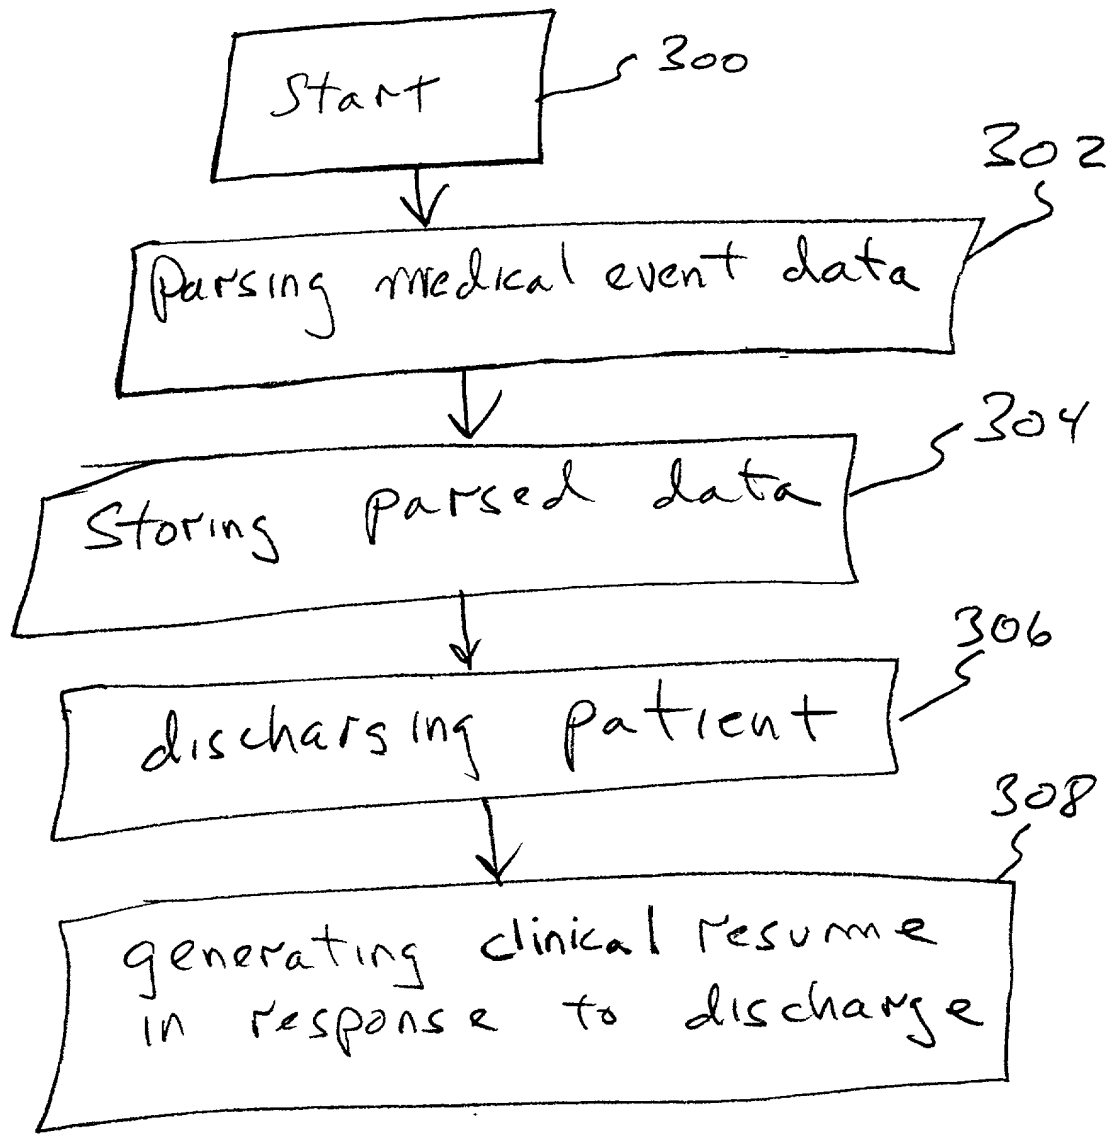 Start
300
302
Parsing medical event data
304
Storing parsed data
306
discharging patient
308
generating clinical resume
in response to discharge